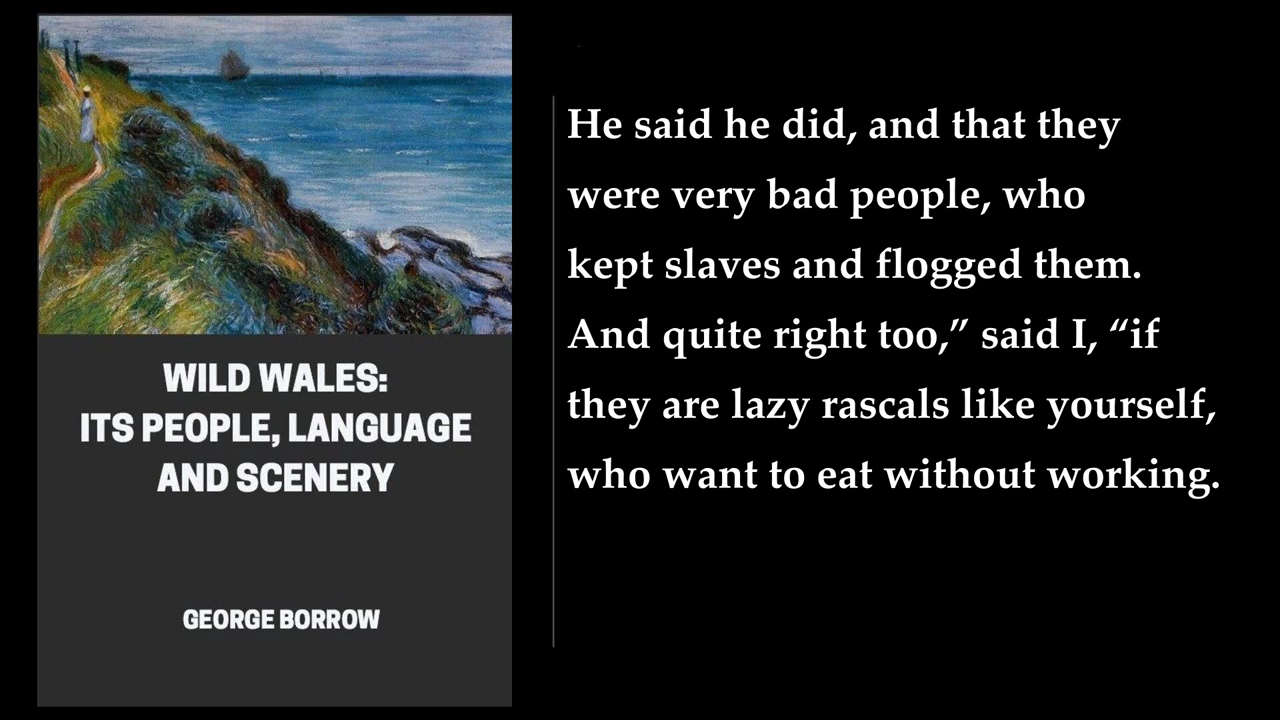 WILD WALES:
ITS PEOPLE, LANGUAGE
AND SCENERY
GEORGE BORROW
He said he did, and that they
were very bad people, who
kept slaves and flogged them.
And quite right too,” said I, “if
they are lazy rascals like yourself,
who want to eat without working.